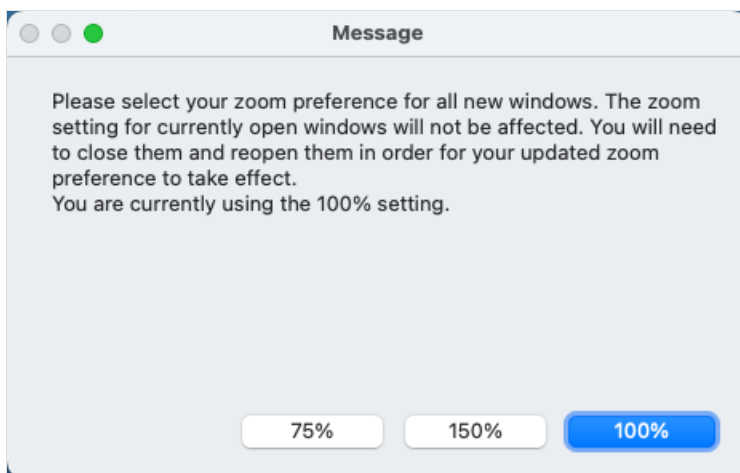 Message
Please select your zoom preference for all new windows. The zoom
setting for currently open windows will not be affected. You will need
to close them and reopen them in order for your updated zoom
preference to take effect.
You are currently using the 100% setting.
75% 150% 100%